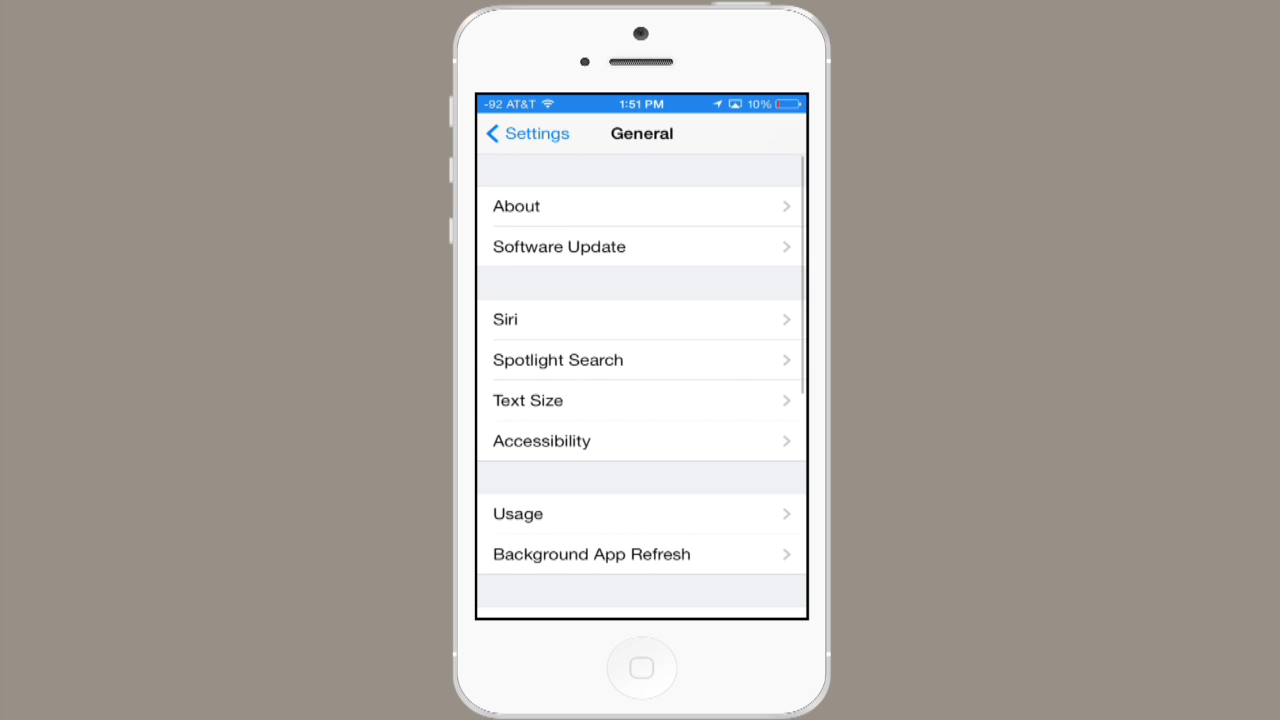 -92 AT&T 1:51 PM 10%
Settings General
About
Software Update
Siri
Spotlight Search
Text Size
Accessibility
Usage
Background App Refresh